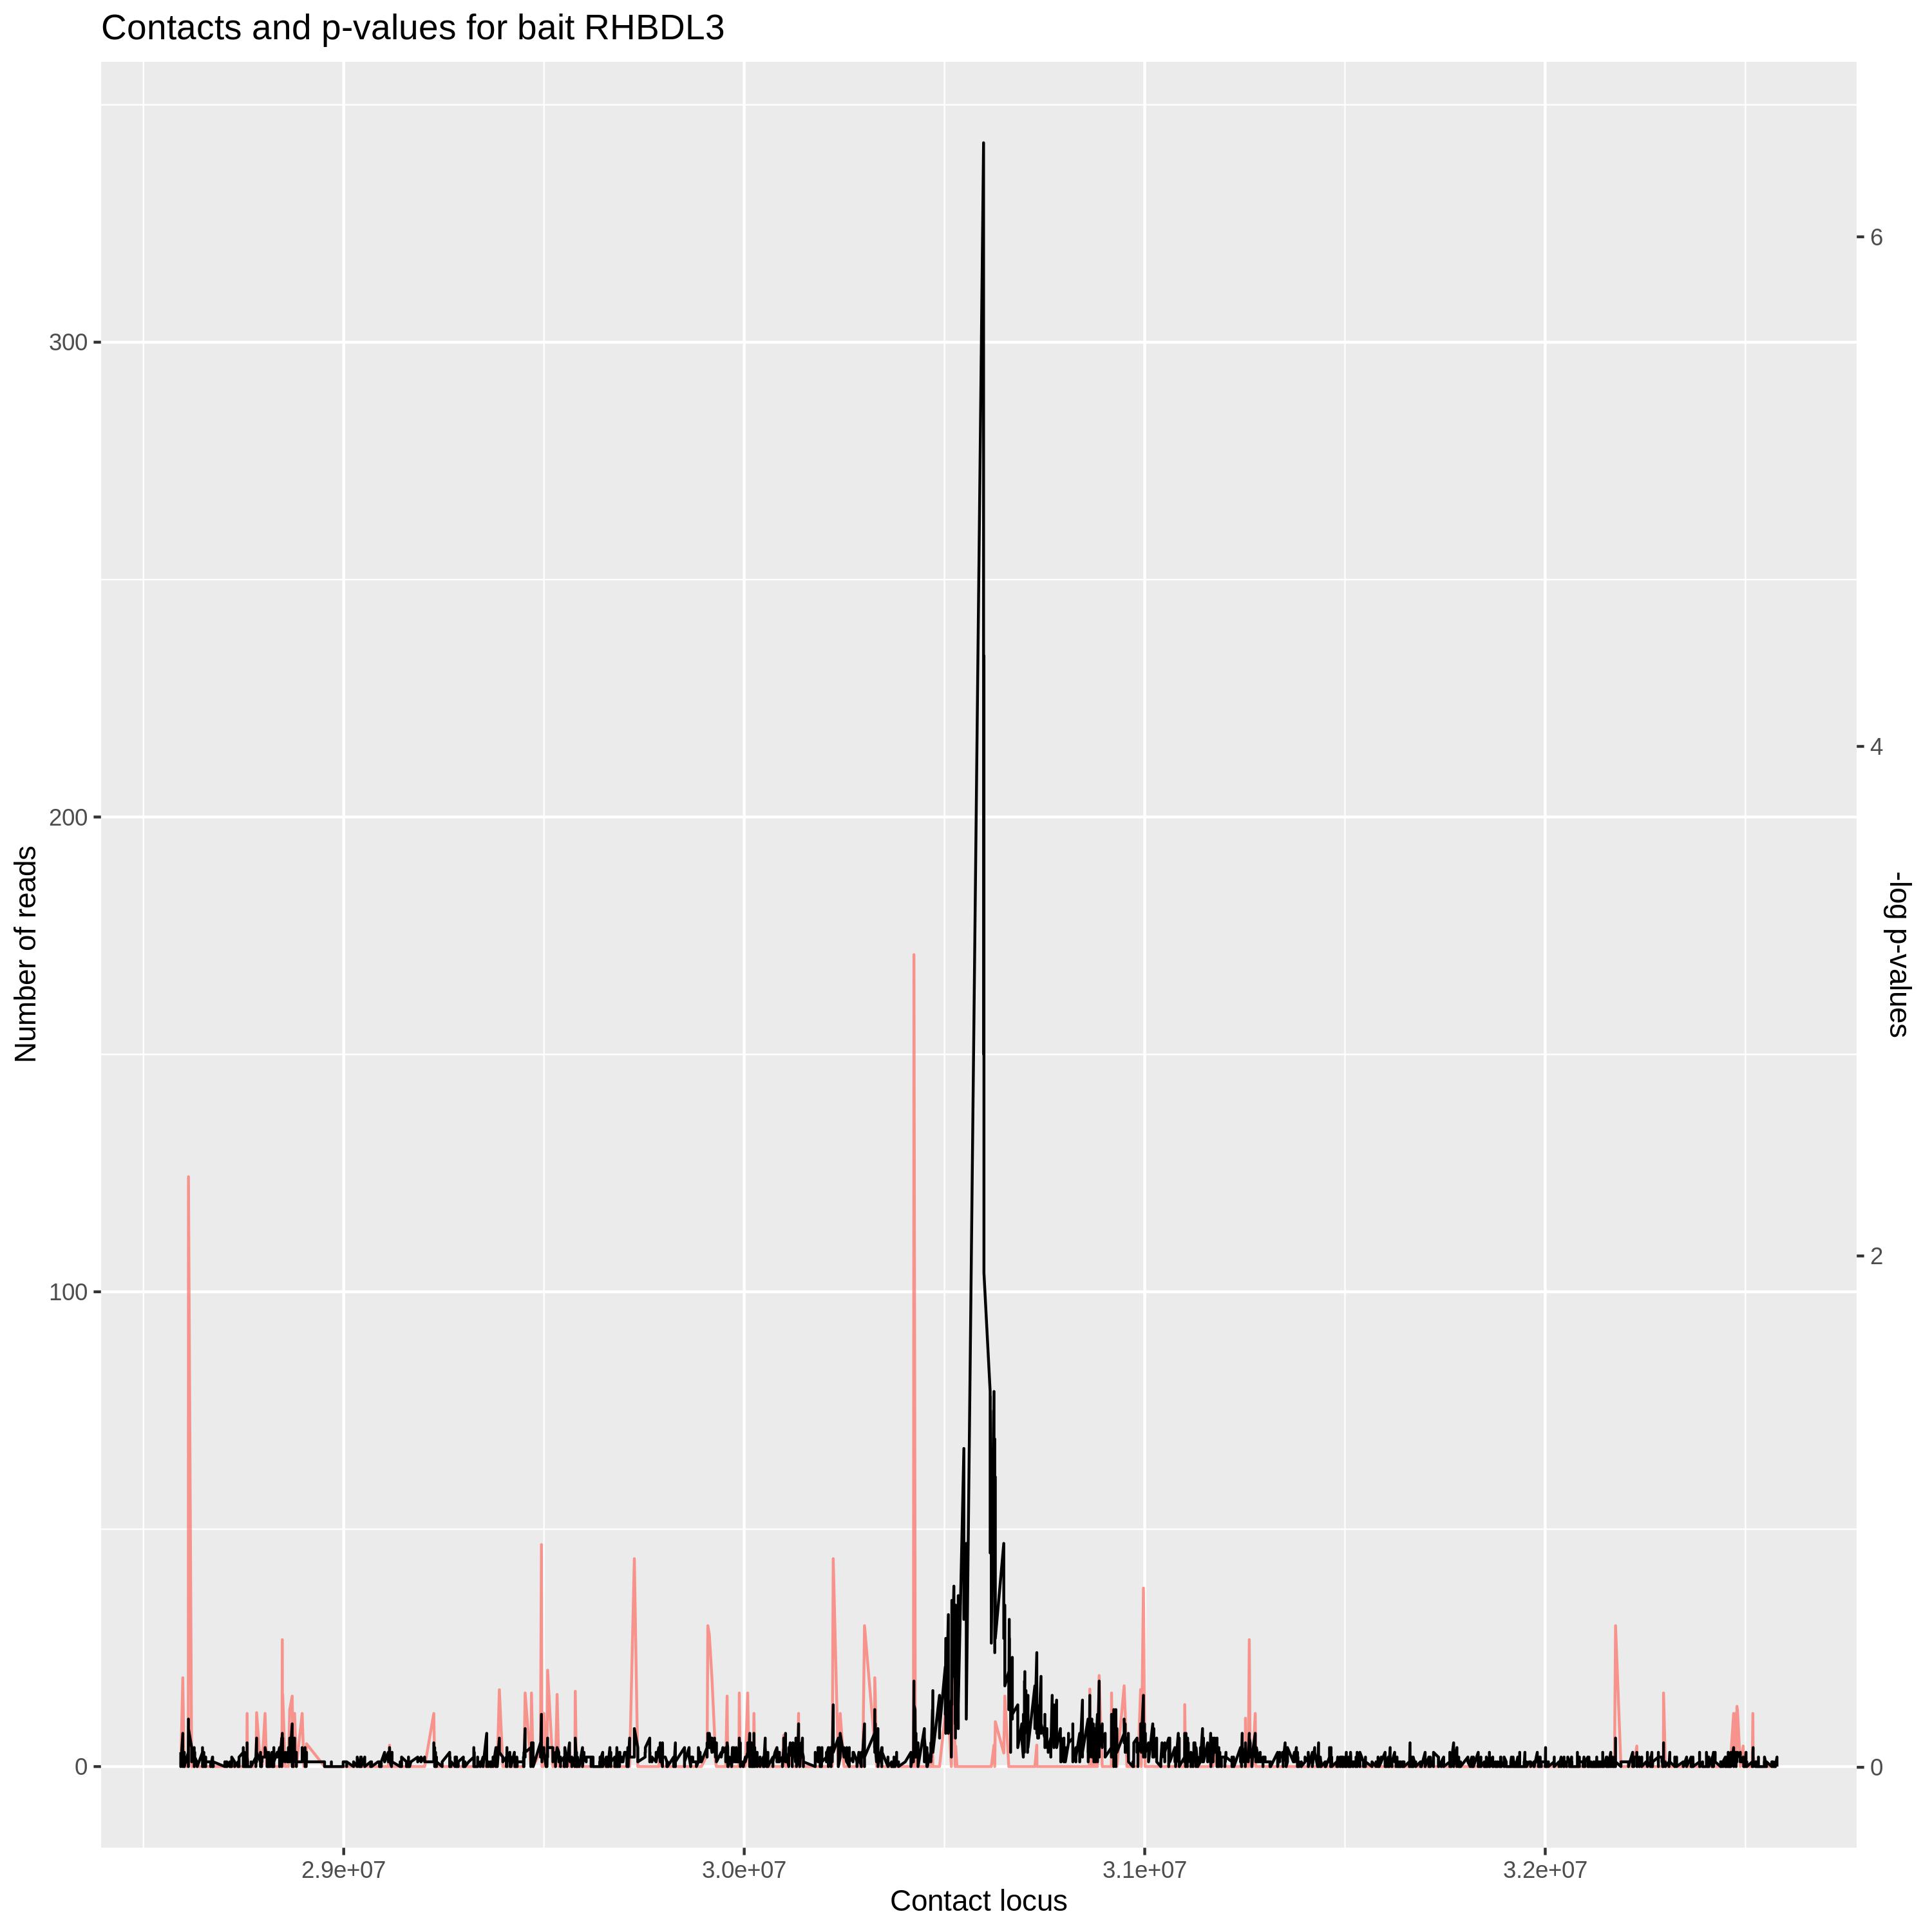 Contacts and p-values for bait RHBDL3
Number of reads
300
200
100
0
6
4
2
0
-log p-values
2.9e+07 3.0e+07 3.1e+07 3.2e+07
Contact locus